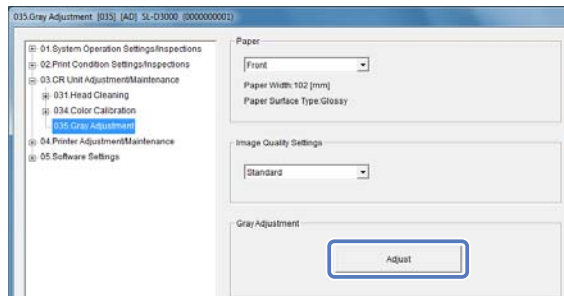 035.Gray Adjustment [035] [AD] SL-D3000 (0000000001)
01.System Operation Settings/Inspections
02.Print Condition Settings/Inspections
03.CR Unit Adjustment/Maintenance
031.Head Cleaning
034.Color Calibration
035.Gray Adjustment
04.Printer Adjustment/Maintenance
05.Software Settings
Paper
Front
Paper Width:102 [mm]
Paper Surface Type:Glossy
Image Quality Settings
Standard
Gray Adjustment
Adjust